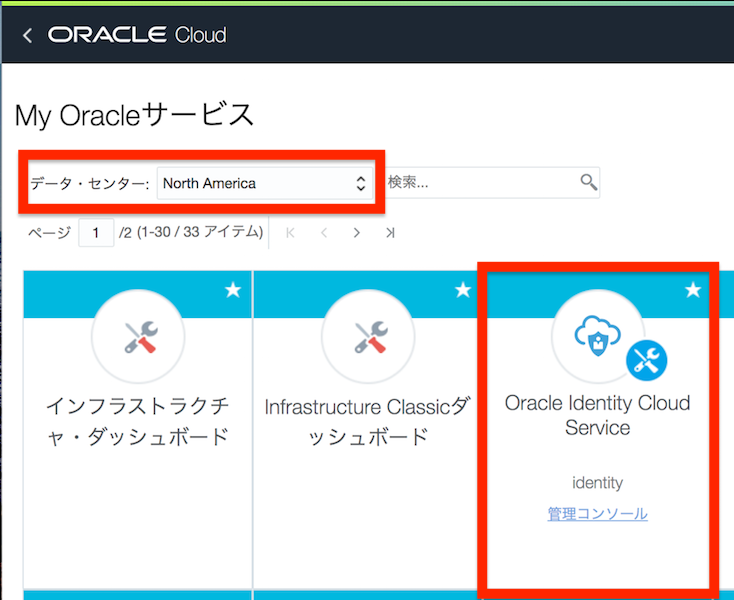 ORACLE Cloud
My Oracleサービス
データ・センター: North America 検索...
ページ 1 /2 (1-30 / 33 アイテム)
インフラストラクチ
ャ・ダッシュボード
Infrastructure Classicダ
ッシュボード
Oracle Identity Cloud
Service
identity
管理コンソール